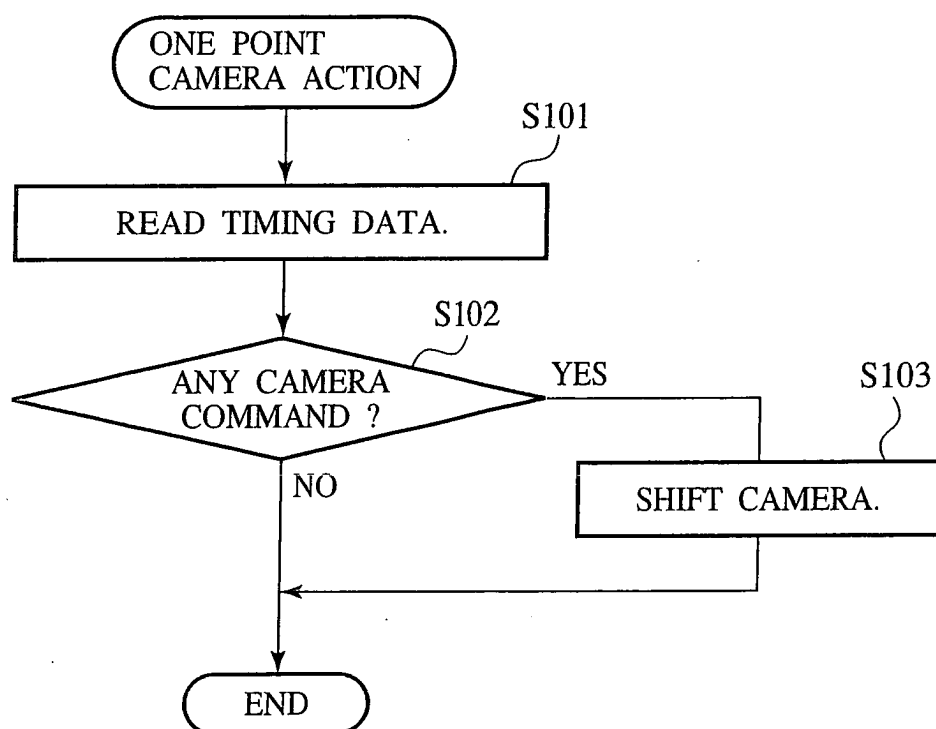 ONE POINT
CAMERA ACTION
S101
READ TIMING DATA.
S102
ANY CAMERA
COMMAND ?
YES
S103
SHIFT CAMERA.
NO
END